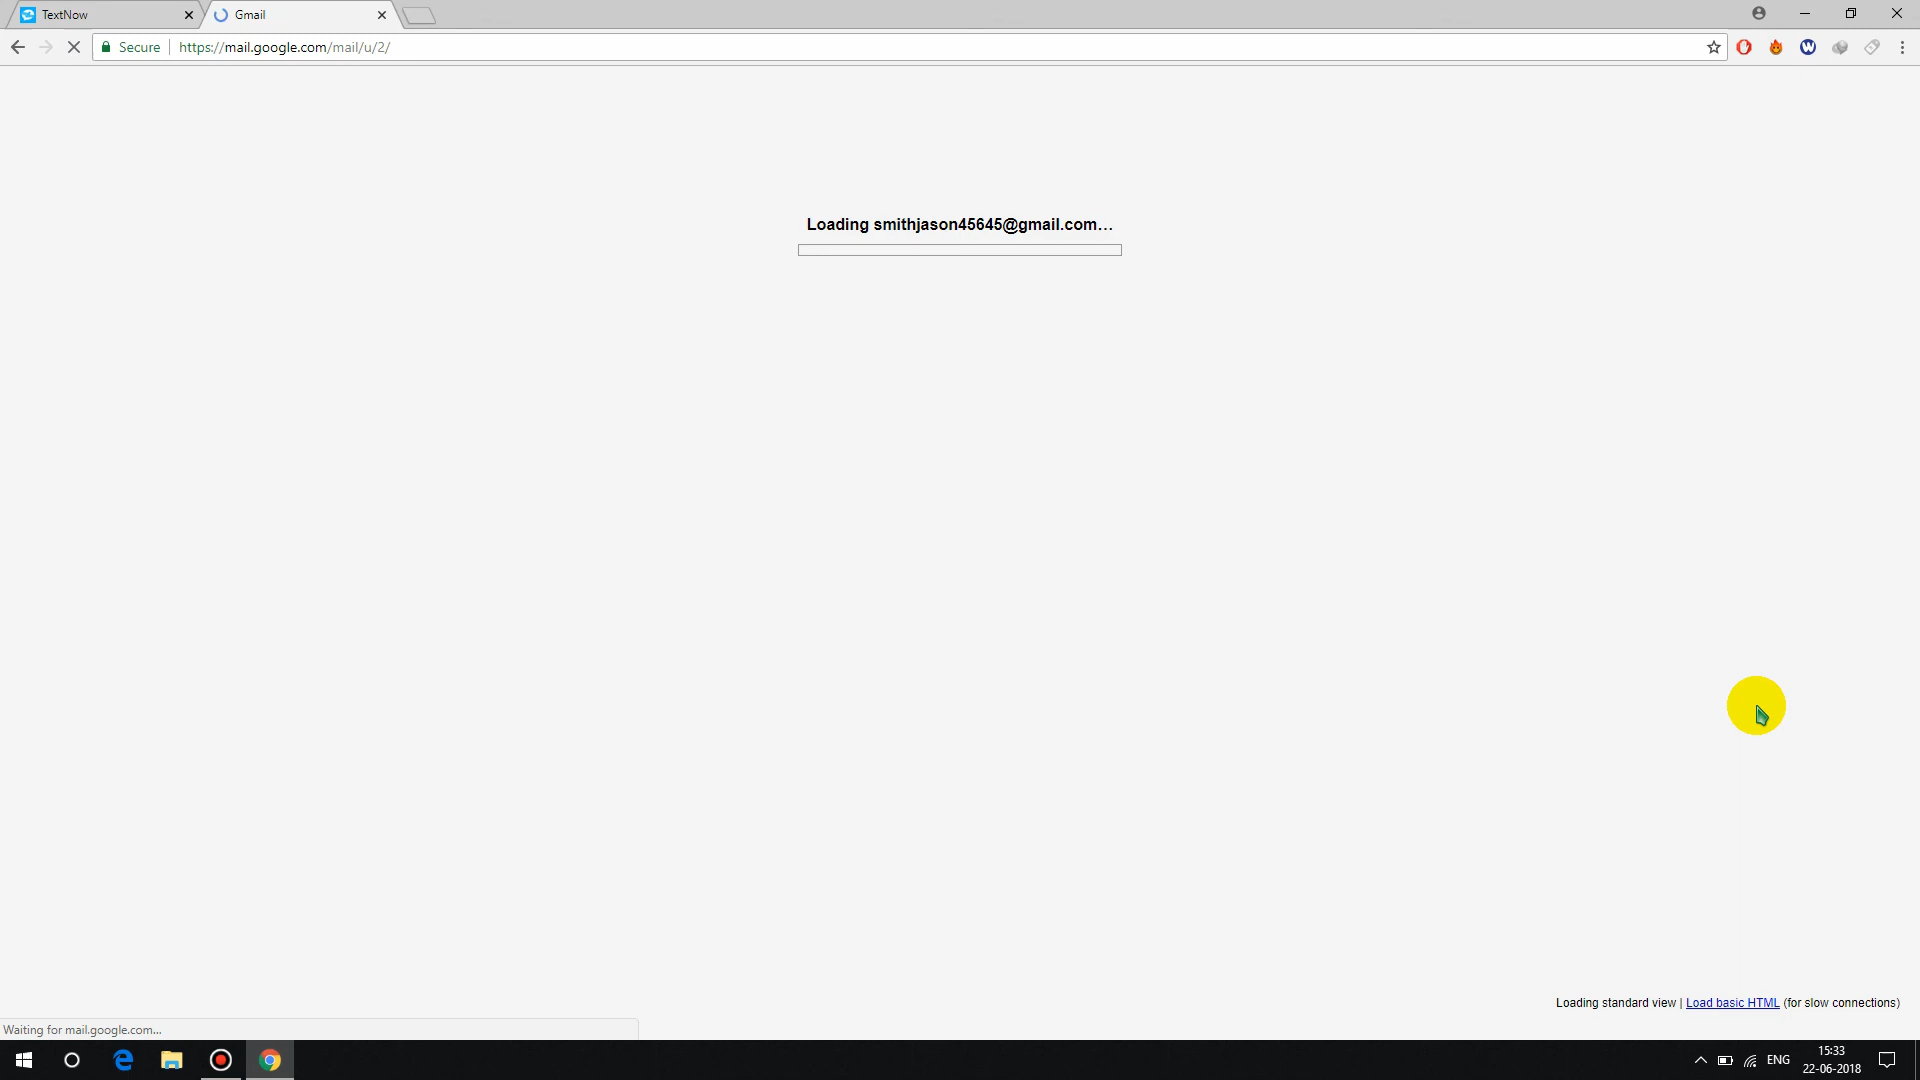 TextNow
Gmail
Secure
https://mail.google.com/mail/u/2/
W
Loading smithjason45645@gmail.com…
Loading standard view | Load basic HTML (for slow connections)
Waiting for mail.google.com...
ENG
15:33
22-06-2018